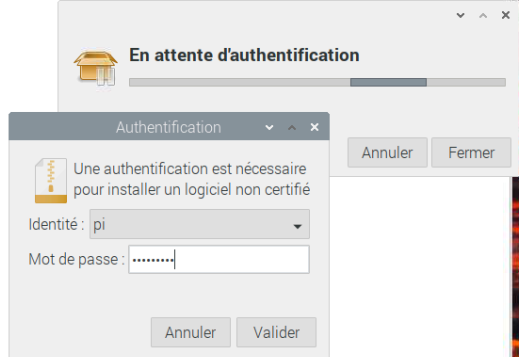 En attente d'authentification
Annuler
Fermer
Authentification
Une authentification est nécessaire
pour installer un logiciel non certifié
Identité : pi
Mot de passe : •••••••••
Annuler
Valider